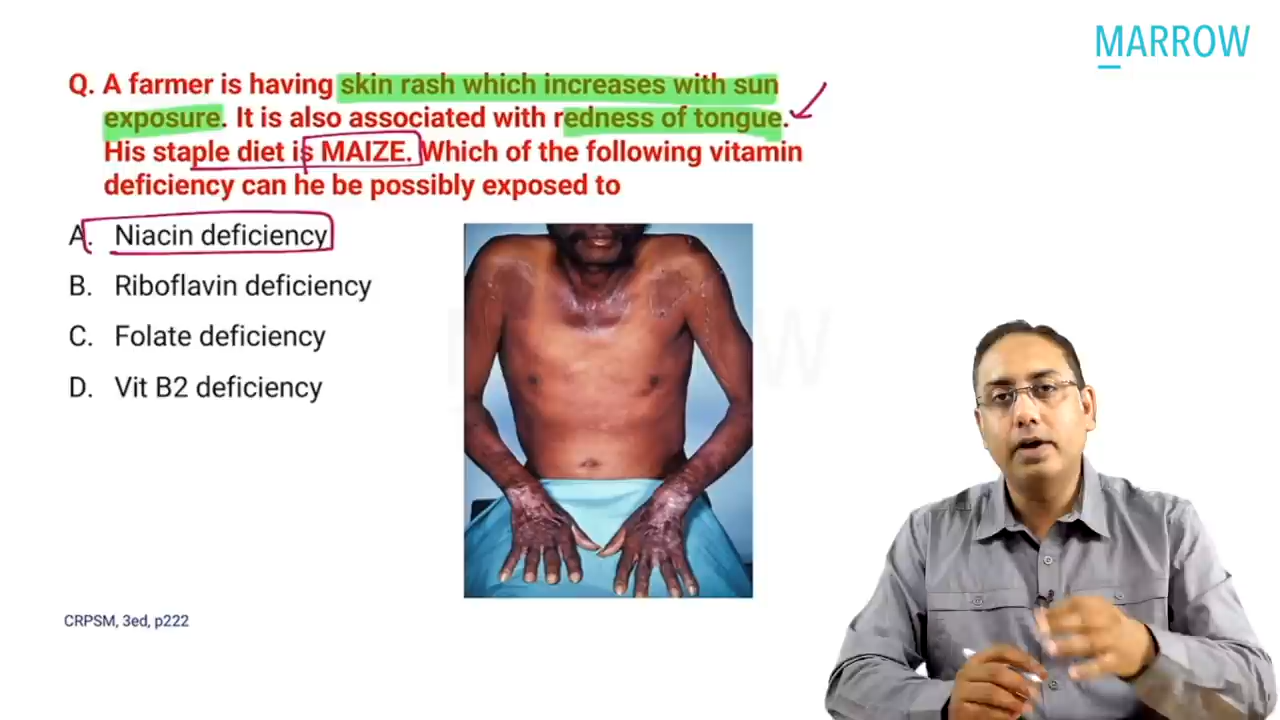 MARROW
Q. A farmer is having skin rash which increases with sun
exposure. It is also associated with redness of tongue.
His staple diet is MAIZE. Which of the following vitamin
deficiency can he be possibly exposed to
A. Niacin deficiency
B. Riboflavin deficiency
C. Folate deficiency
D. Vit B2 deficiency
CRPSM, 3ed, p222